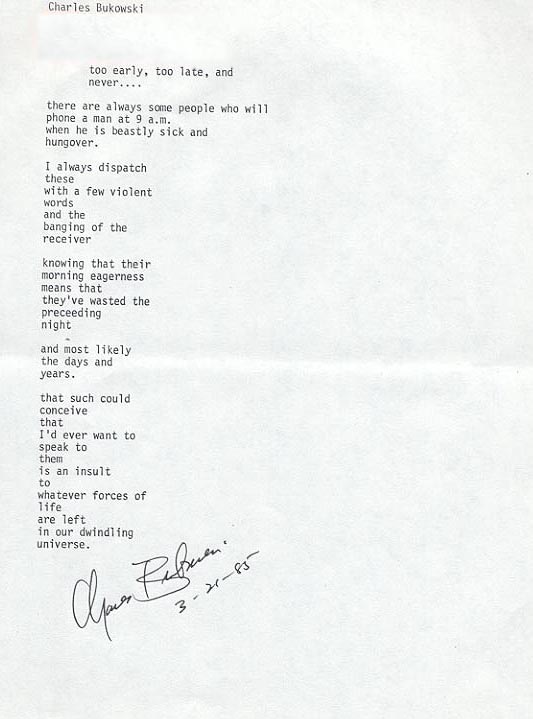 Charles Bukowski
too early, too late, and
never....
there are always some people who will
phone a man at 9 a.m.
when he is beastly sick and
hungover.
I always dispatch
these
with a few violent
words
and the
banging of the
receiver
knowing that their
morning eagerness
means that
they've wasted the
preceeding
night
and most likely
the days and
years.
that such could
conceive
that
I'd ever want to
speak to
them
is an insult
to
whatever forces of
life
are left
in our dwindling
universe.
Charles Bukowski
3-21-85